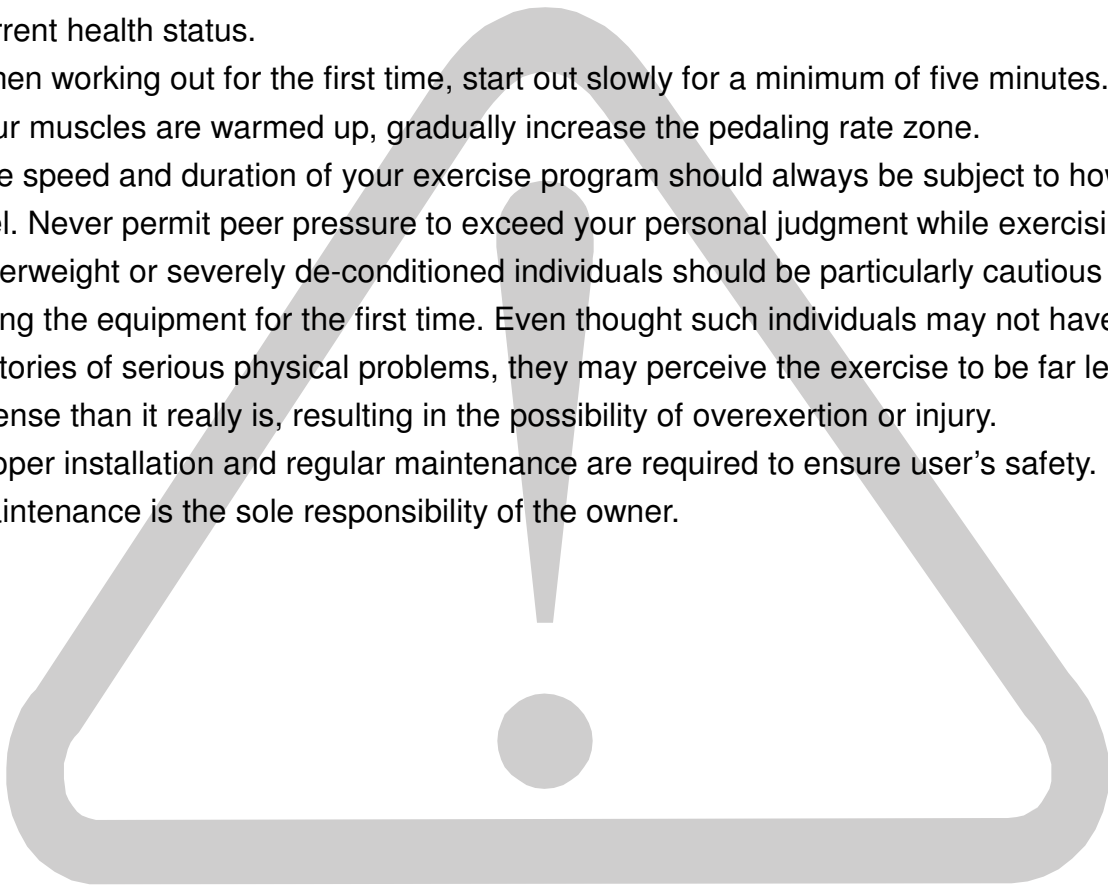 rrent health status.
hen working out for the first time, start out slowly for a minimum of five minutes.
ur muscles are warmed up, gradually increase the pedaling rate zone.
e speed and duration of your exercise program should always be subject to how
el. Never permit peer pressure to exceed your personal judgment while exercisi
erweight or severely de-conditioned individuals should be particularly cautious
ing the equipment for the first time. Even thought such individuals may not have
tories of serious physical problems, they may perceive the exercise to be far le
ense than it really is, resulting in the possibility of overexertion or injury.
oper installation and regular maintenance are required to ensure user's safety.
aintenance is the sole responsibility of the owner.